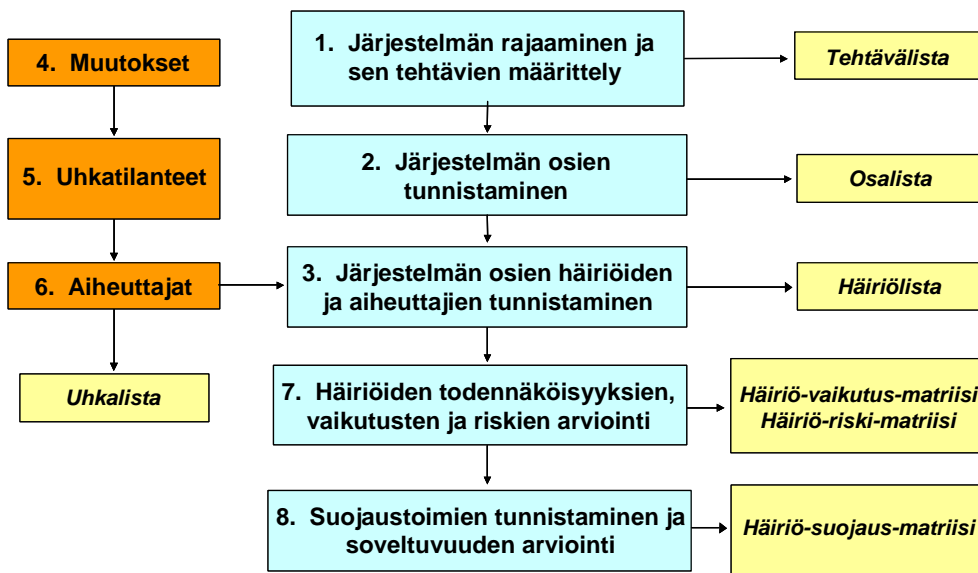 1. Järjestelmän rajaaminen ja
sen tehtävien määrittely
Tehtävälista
4. Muutokset
2. Järjestelmän osien
tunnistaminen
Osalista
5. Uhkatilanteet
3. Järjestelmän osien häiriöiden
ja aiheuttajien tunnistaminen
Häiriölista
6. Aiheuttajat
Uhkalista
7. Häiriöiden todennäköisyyksien,
vaikutusten ja riskien arviointi
Häiriö-vaikutus-matriisi
Häiriö-riski-matriisi
8. Suojaustoimien tunnistaminen ja
soveltuvuuden arviointi
Häiriö-suojaus-matriisi